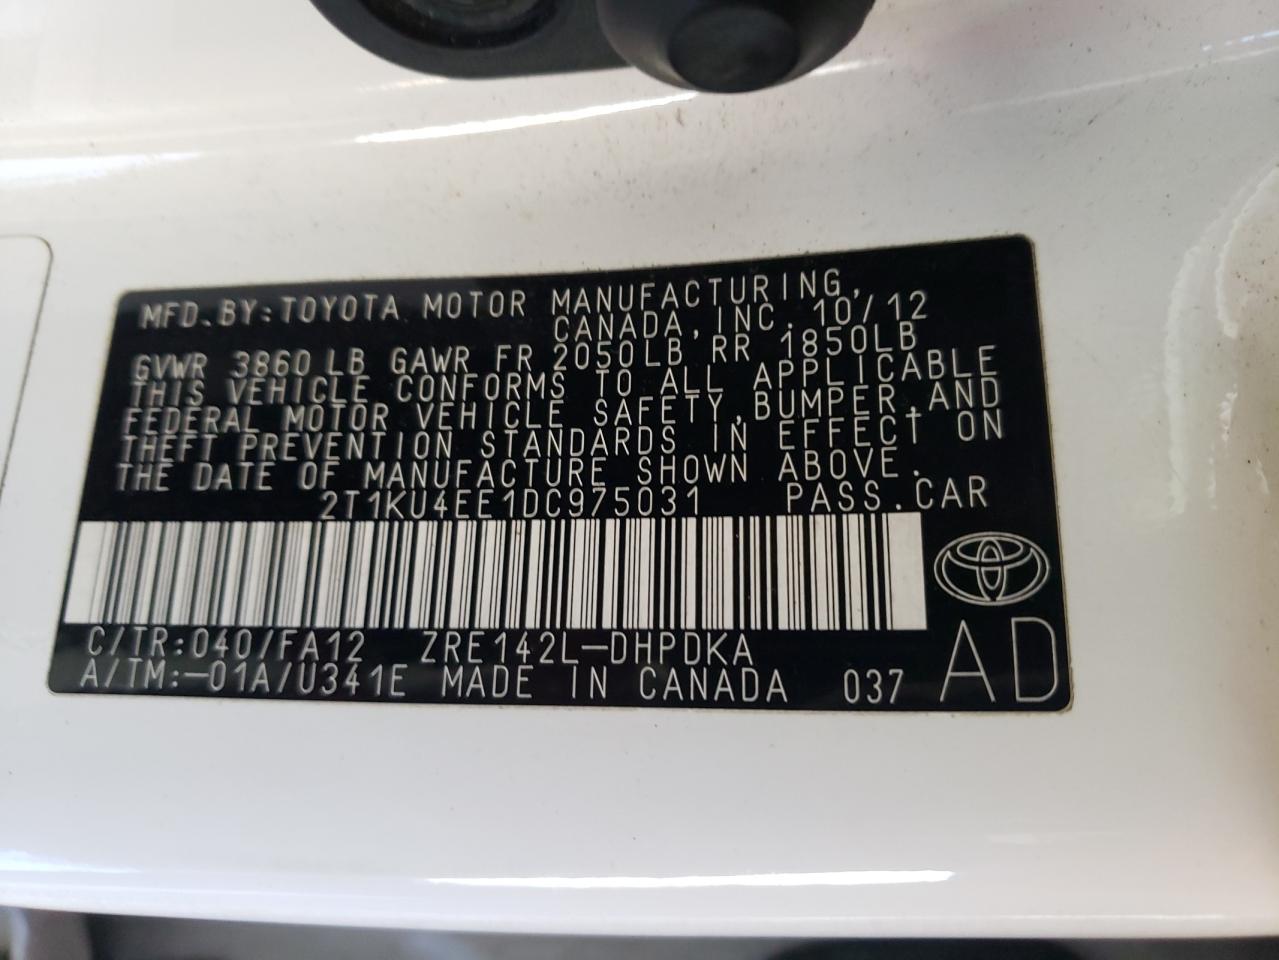 MFD. BY: TOYOTA MOTOR MANUFACTURING,
CANADA, INC. 10/12
GVWR 3860 LB GAWR FR 2050LB RR 1850LB
THIS VEHICLE CONFORMS TO ALL APPLICABLE
FEDERAL MOTOR VEHICLE SAFETY, BUMPER, AND
THEFT PREVENTION STANDARDS IN EFFECT ON
THE DATE OF MANUFACTURE SHOWN ABOVE.
2T1KU4EE1DC975031 PASS. CAR
C/TR:040/FA12 ZRE142L-DHPDKA
A/TM:-01A/U341E MADE IN CANADA 037 AD